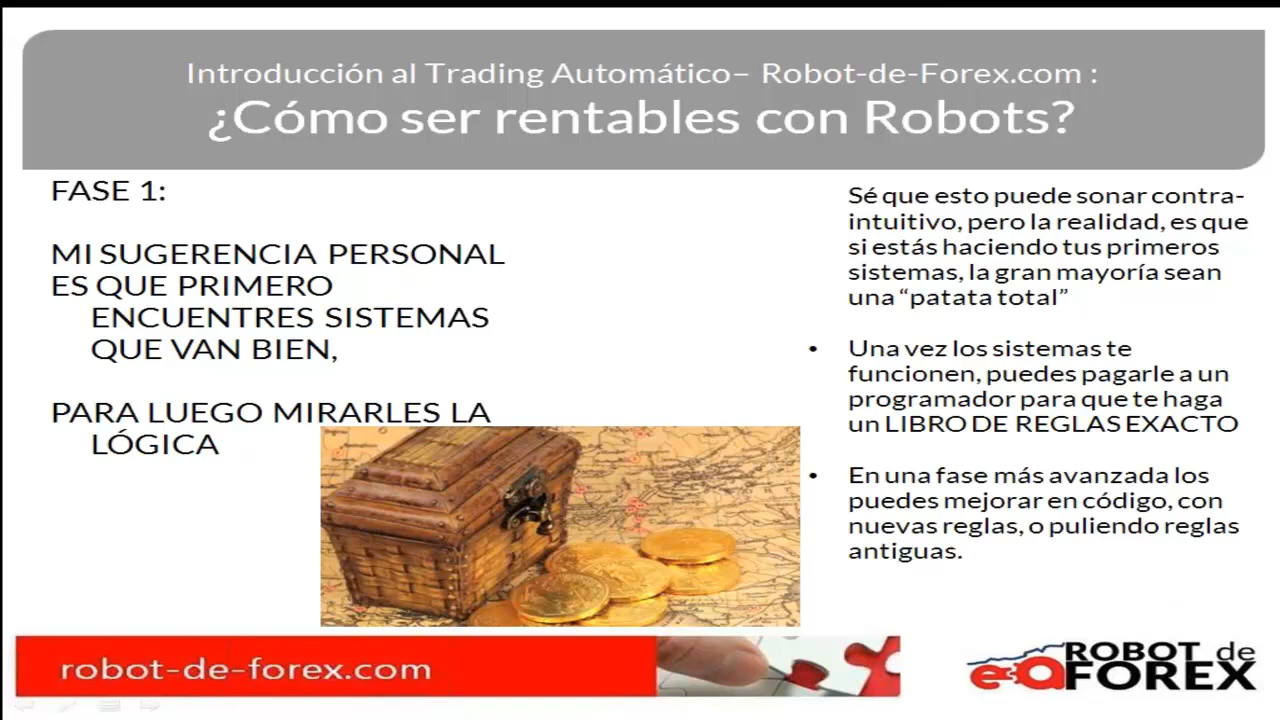 Introducción al Trading Automático– Robot-de-Forex.com :
¿Cómo ser rentables con Robots?
FASE 1:
MI SUGERENCIA PERSONAL
ES QUE PRIMERO
ENCUENTRES SISTEMAS
QUE VAN BIEN,
PARA LUEGO MIRARLES LA
LÓGICA
Sé que esto puede sonar contra-
intuitivo, pero la realidad, es que
si estás haciendo tus primeros
sistemas, la gran mayoría sean
una “patata total”
• Una vez los sistemas te
funcionen, puedes pagarle a un
programador para que te haga
un LIBRO DE REGLAS EXACTO
• En una fase más avanzada los
puedes mejorar en código, con
nuevas reglas, o puliendo reglas
antiguas.
robot-de-forex.com
ROBOT de
ea FOREX